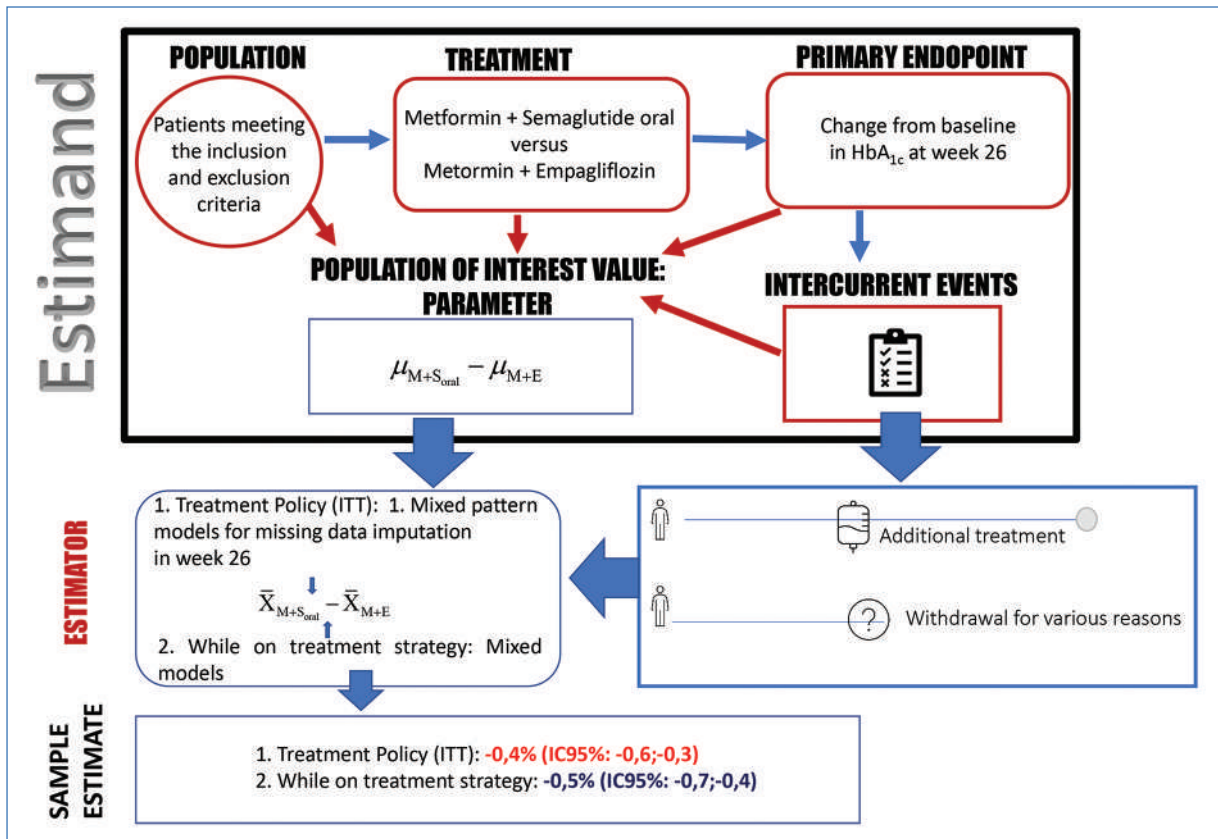 Estimand
POPULATION
Patients meeting
the inclusion
and exclusion
criteria
TREATMENT
Metformin + Semaglutide oral
versus
Metormin + Empagliflozin
PRIMARY ENDPOINT
Change from baseline
in HbA1c at week 26
POPULATION OF INTEREST VALUE:
PARAMETER
μM+Soral − μM+E
INTERCURRENT EVENTS
ESTIMATOR
1. Treatment Policy (ITT): 1. Mixed pattern
models for missing data imputation
in week 26
X̄M+Soral − X̄M+E
2. While on treatment strategy: Mixed
models
Additional treatment
?
Withdrawal for various reasons
SAMPLE
ESTIMATE
1. Treatment Policy (ITT): -0,4% (IC95%: -0,6;-0,3)
2. While on treatment strategy: -0,5% (IC95%: -0,7;-0,4)